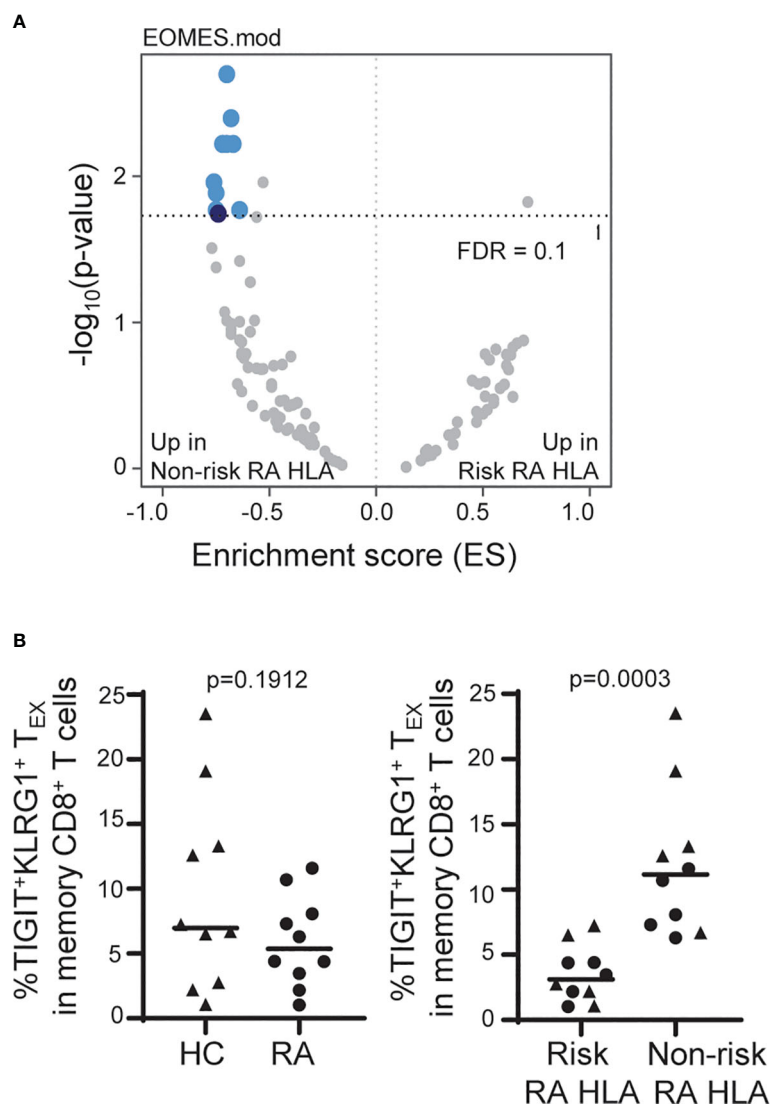 A
EOMES.mod
-log10(p-value)
2
1
0
FDR = 0.1
Up in
Non-risk RA HLA
Up in
Risk RA HLA
-1.0 -0.5 0.0 0.5 1.0
Enrichment score (ES)
B
%TIGIT+KLRG1+ TEX
in memory CD8+ T cells
p=0.1912
25
20
15
10
5
0
HC RA
%TIGIT+KLRG1+ TEX
in memory CD8+ T cells
p=0.0003
25
20
15
10
5
0
Risk
RA HLA
Non-risk
RA HLA